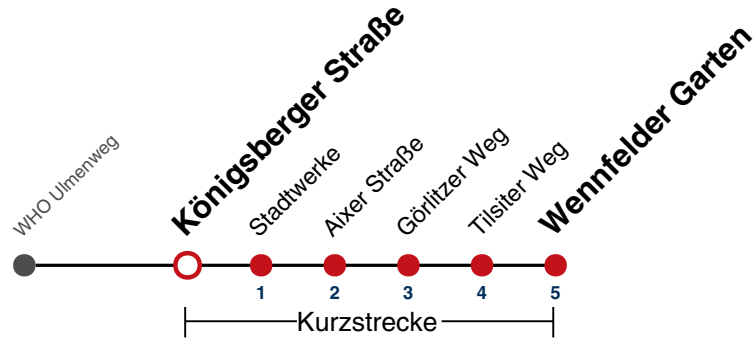 WHO Ulmenweg
Königsberger Straße
Stadtwerke
Aixer Straße
Görlitzer Weg
Tilsiter Weg
Wennfelder Garten
1 2 3 4 5
Kurzstrecke